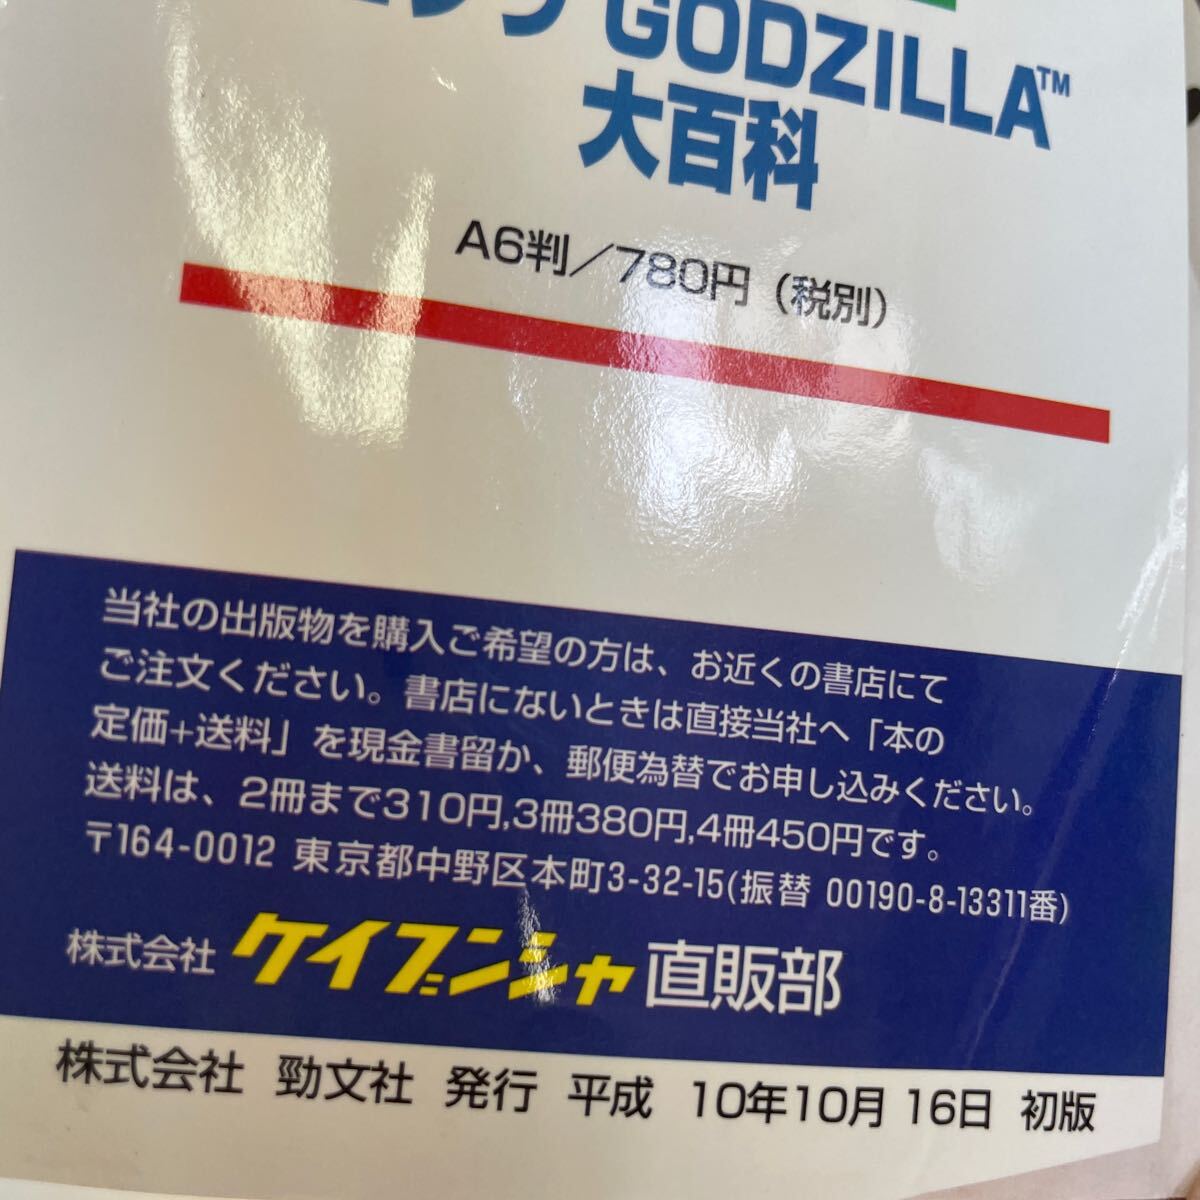 GODZILLA™
大百科
A6判／780円（税別）
当社の出版物を購入ご希望の方は、お近くの書店にて
ご注文ください。書店にないときは直接当社へ「本の
定価+送料」を現金書留か、郵便為替でお申し込みください。
送料は、2冊まで310円,3冊380円,4冊450円です。
〒164-0012 東京都中野区本町3-32-15(振替 00190-8-13311番)
株式会社 ケイブンシャ 直販部
株式会社 勁文社 発行 平成 10年10月 16日 初版